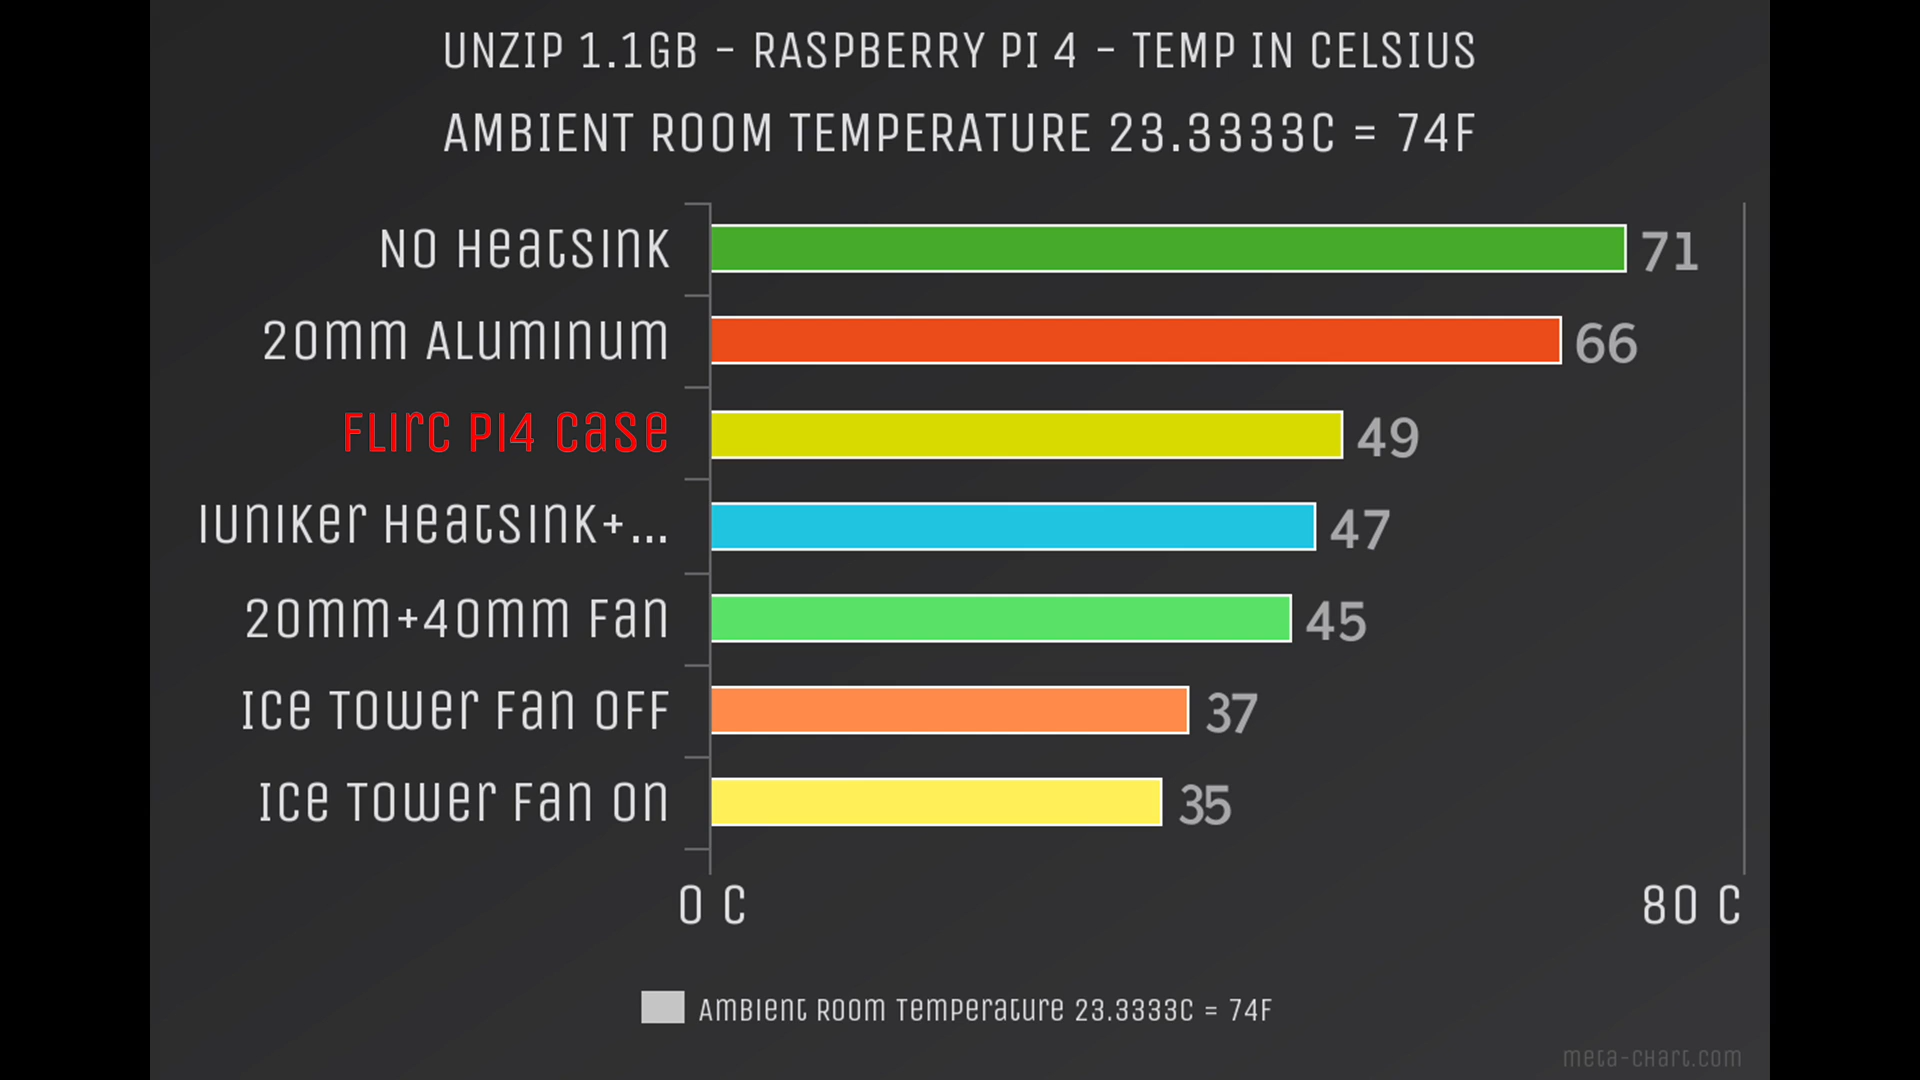 UNZIP 1.1GB - RASPBERRY PI 4 - TEMP IN CELSIUS
AMBIENT ROOM TEMPERATURE 23.3333C = 74F
No Heatsink 71
20mm Aluminum 66
Flirc Pi4 Case 49
Iuniker Heatsink+... 47
20mm+40mm Fan 45
Ice Tower Fan Off 37
Ice Tower Fan On 35
0 C 80 C
Ambient Room Temperature 23.3333C = 74F
meta-chart.com